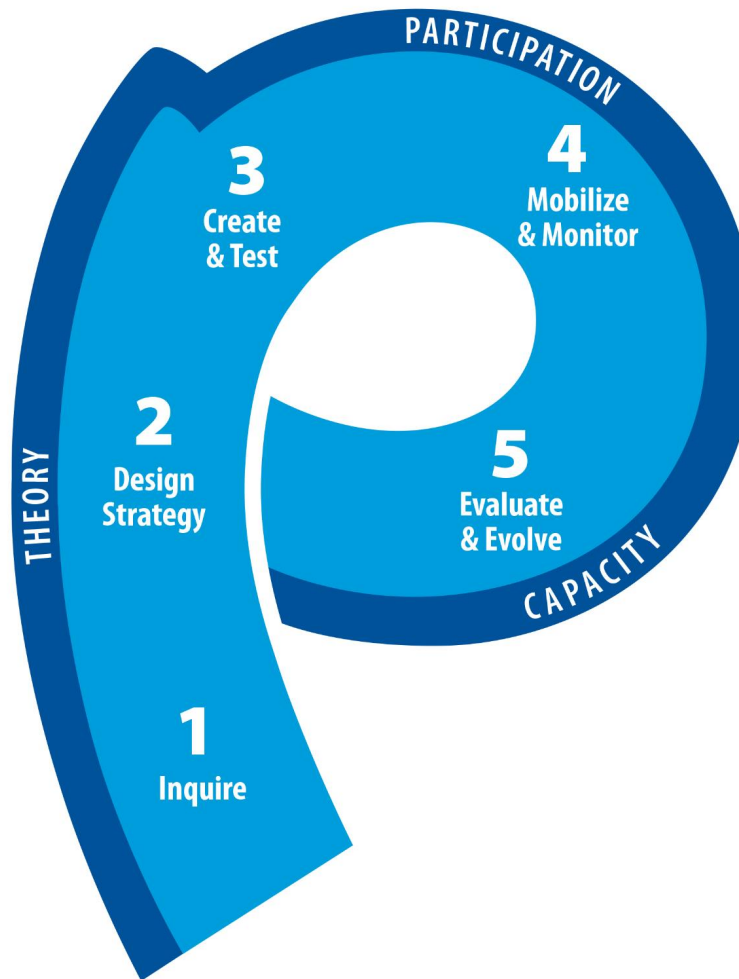 PARTICIPATION
3
Create
& Test
4
Mobilize
& Monitor
2
Design
Strategy
THEORY
5
Evaluate
& Evolve
CAPACITY
1
Inquire